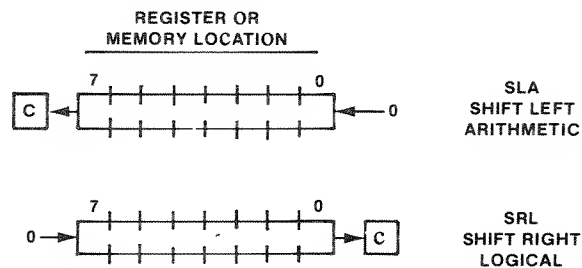 REGISTER OR
MEMORY LOCATION
7 0
C 0
SLA
SHIFT LEFT
ARITHMETIC
7 0
0 C
SRL
SHIFT RIGHT
LOGICAL